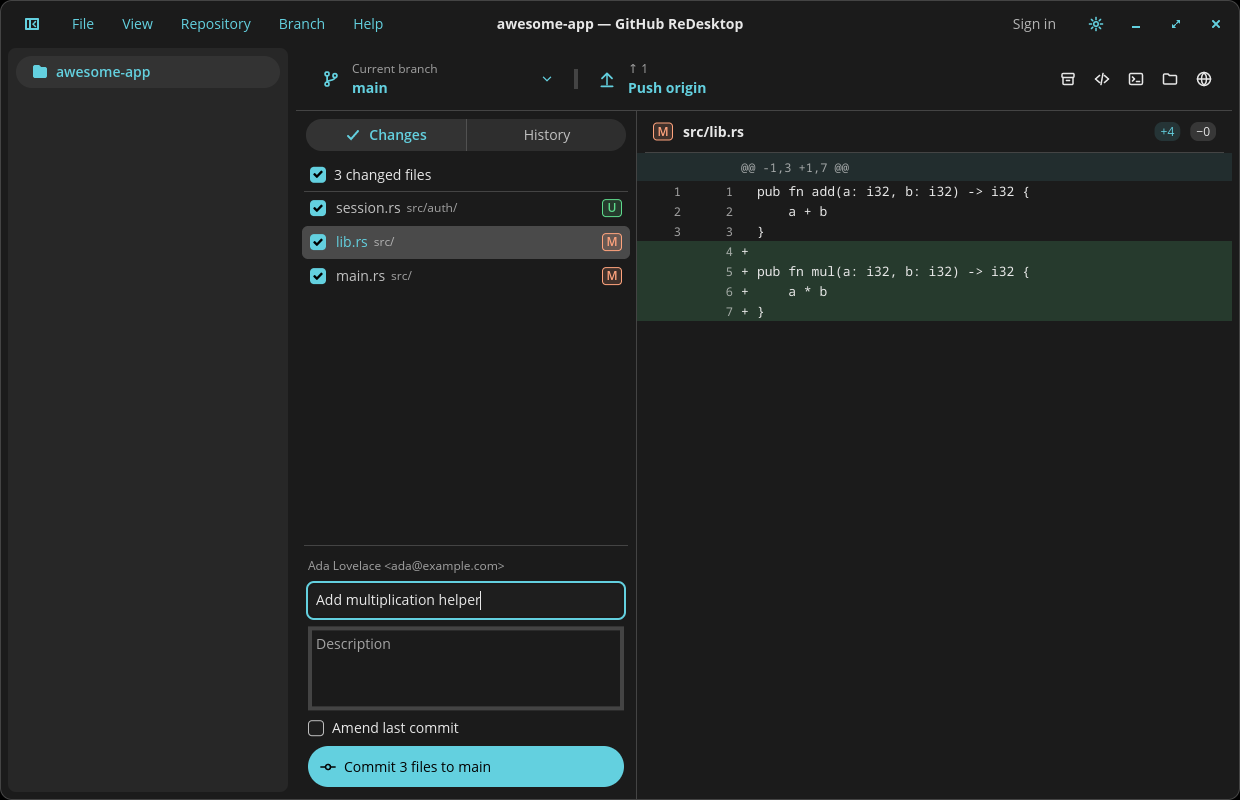 File View Repository Branch Help awesome-app — GitHub ReDesktop Sign in
awesome-app
Current branch
main
↑ 1
Push origin
Changes History
3 changed files
session.rs src/auth/ U
lib.rs src/ M
main.rs src/ M
Ada Lovelace <ada@example.com>
Add multiplication helper
Description
Amend last commit
Commit 3 files to main
M src/lib.rs +4 −0
@@ -1,3 +1,7 @@
1 1 pub fn add(a: i32, b: i32) -> i32 {
2 2 a + b
3 3 }
4 +
5 + pub fn mul(a: i32, b: i32) -> i32 {
6 + a * b
7 + }